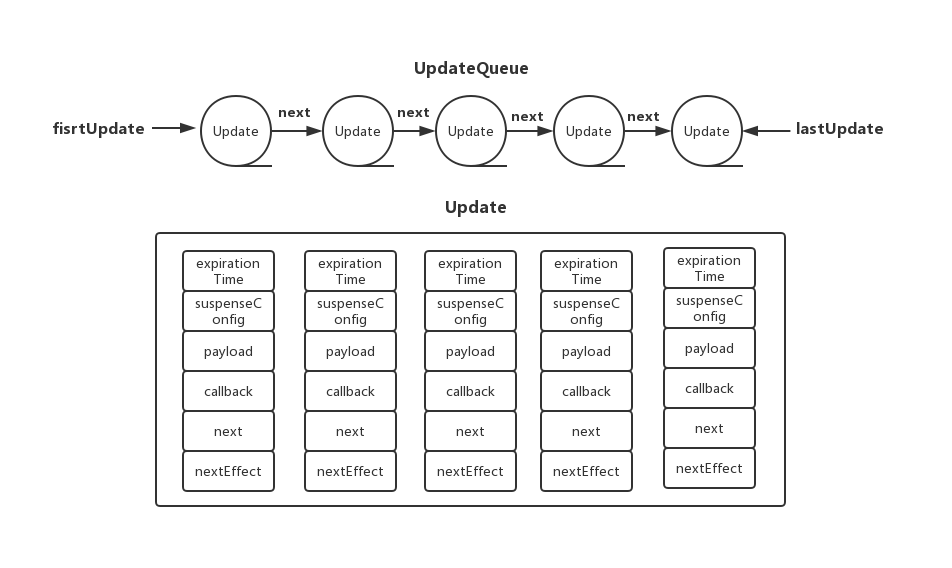 UpdateQueue
next
next
next
next
fisrtUpdate
Update
Update
Update
Update
Update
lastUpdate
Update
expiration
Time
suspenseC
onfig
payload
callback
next
nextEffect
expiration
Time
suspenseC
onfig
payload
callback
next
nextEffect
expiration
Time
suspenseC
onfig
payload
callback
next
nextEffect
expiration
Time
suspenseC
onfig
payload
callback
next
nextEffect
expiration
Time
suspenseC
onfig
payload
callback
next
nextEffect